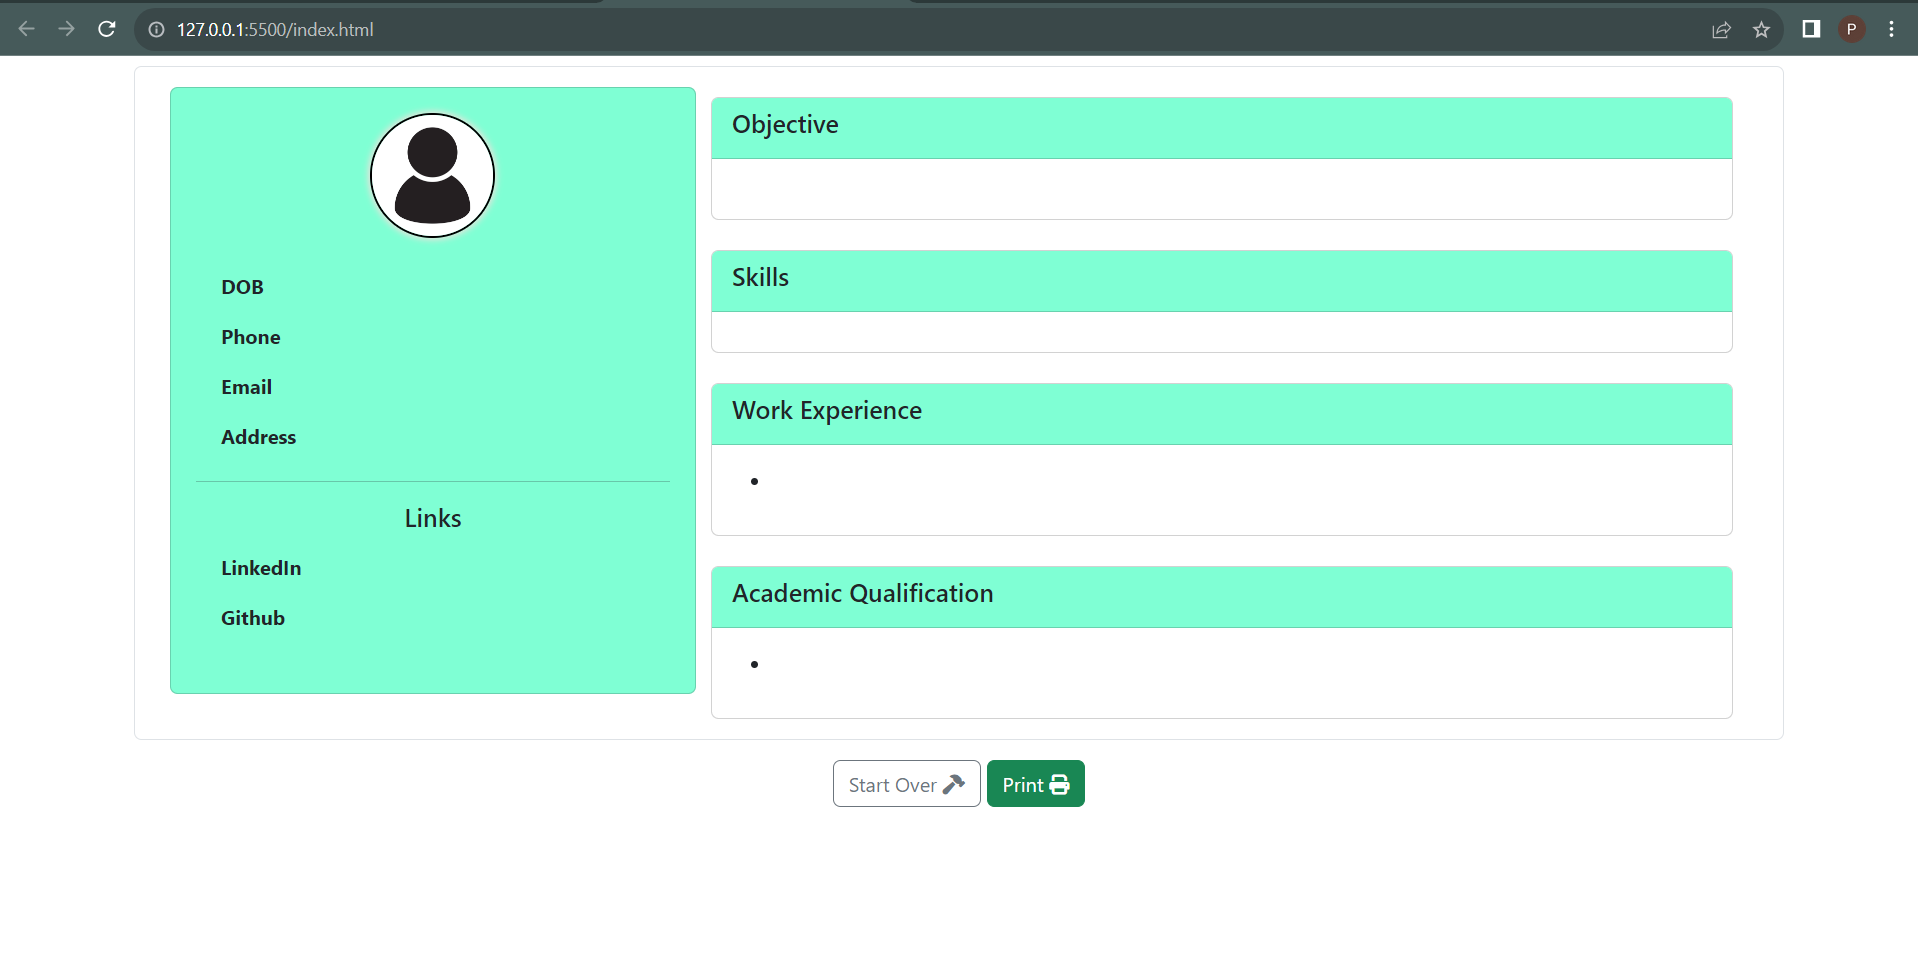 127.0.0.1:5500/index.html
P
DOB
Phone
Email
Address
Links
LinkedIn
Github
Objective
Skills
Work Experience
Academic Qualification
Start Over
Print